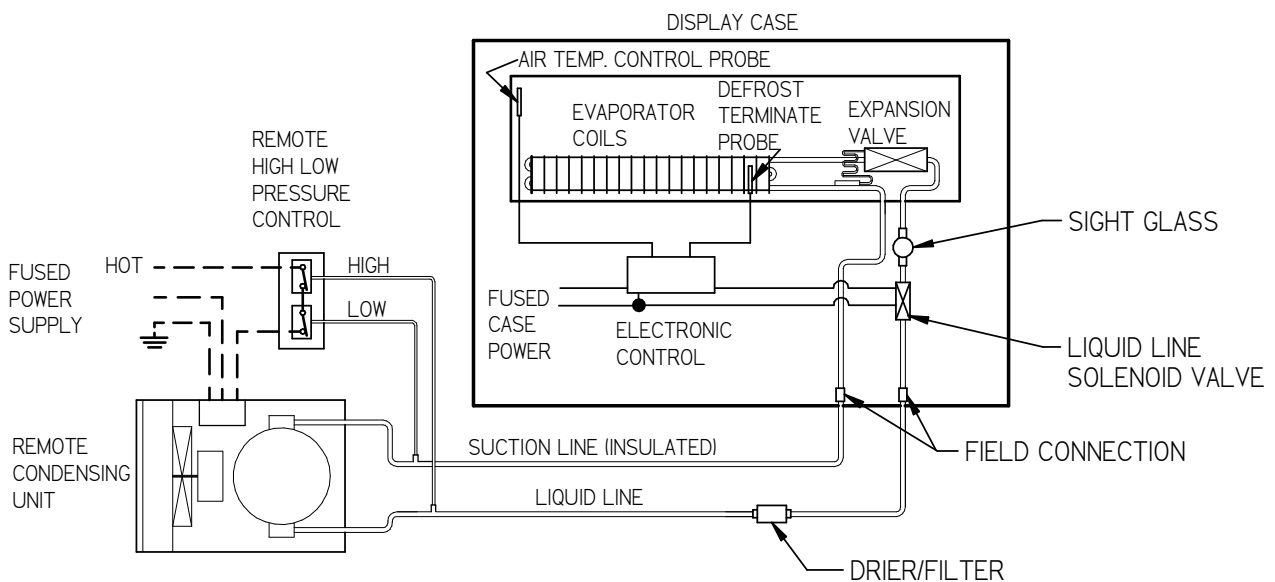 DISPLAY CASE
AIR TEMP. CONTROL PROBE
EVAPORATOR
COILS
DEFROST
TERMINATE
PROBE
EXPANSION
VALVE
REMOTE
HIGH LOW
PRESSURE
CONTROL
SIGHT GLASS
FUSED
POWER
SUPPLY
HOT
HIGH
LOW
FUSED
CASE
POWER
ELECTRONIC
CONTROL
LIQUID LINE
SOLENOID VALVE
REMOTE
CONDENSING
UNIT
SUCTION LINE (INSULATED)
FIELD CONNECTION
LIQUID LINE
DRIER/FILTER